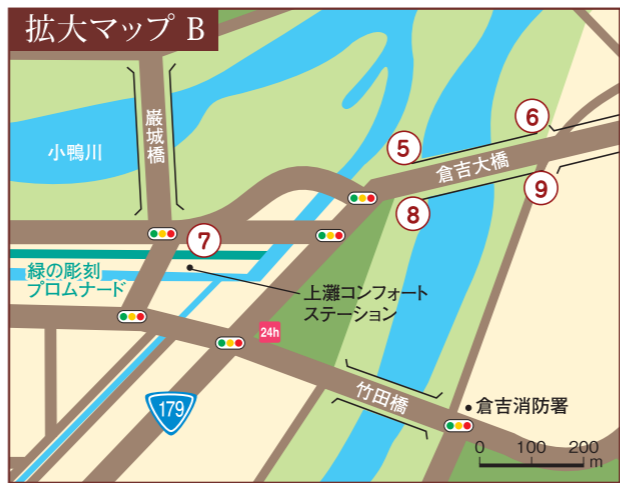 拡大マップ B
巌城橋
小鴨川
5
6
倉吉大橋
7
8
9
緑の彫刻
プロムナード
上灘コンフォート
ステーション
24h
179
竹田橋
倉吉消防署
0 100 200
m